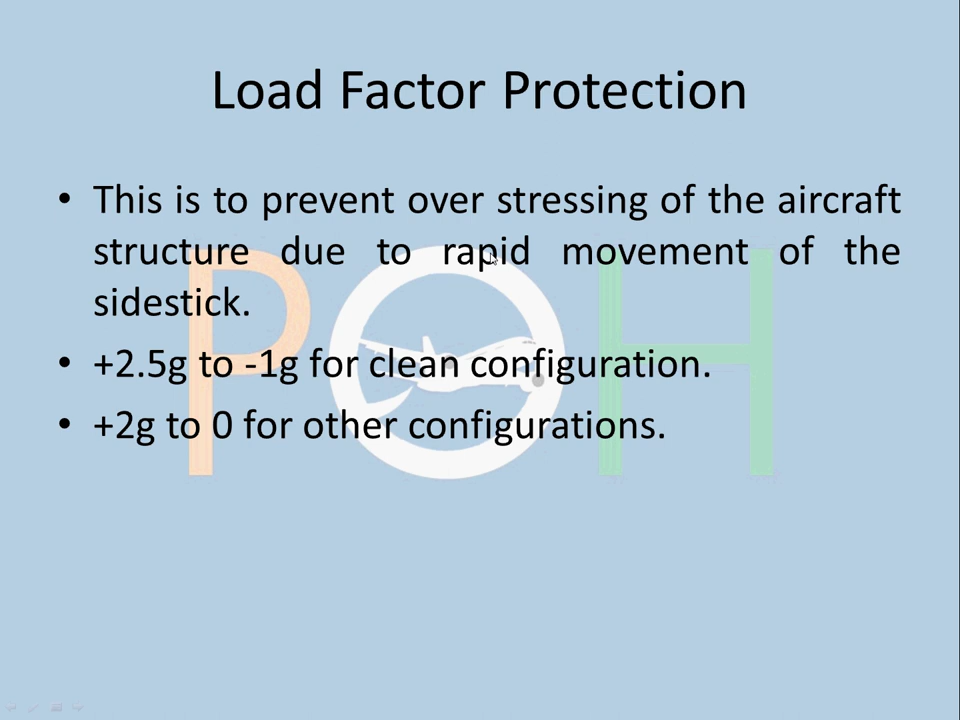 Load Factor Protection
• This is to prevent over stressing of the aircraft
structure due to rapid movement of the
sidestick.
• +2.5g to -1g for clean configuration.
• +2g to 0 for other configurations.
POH